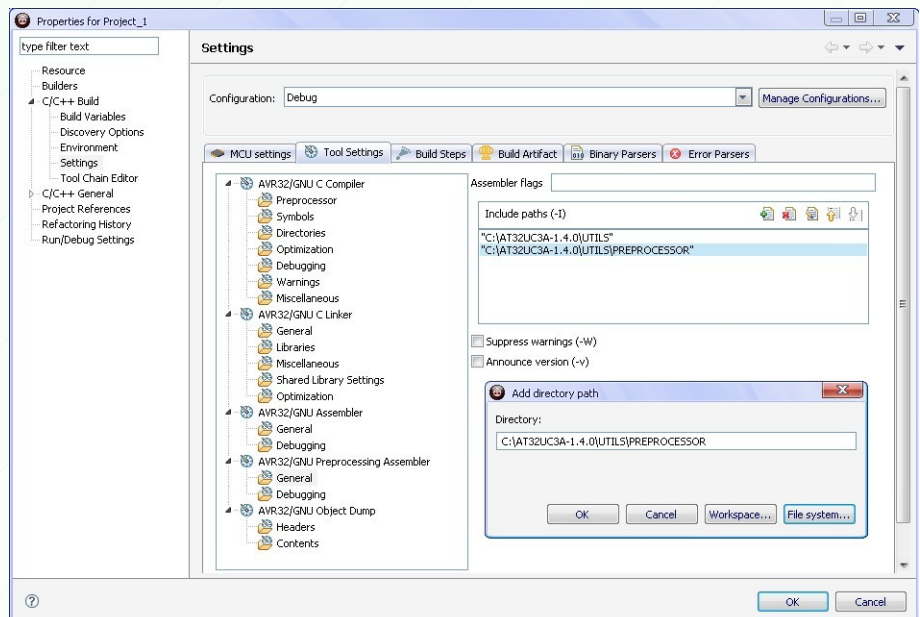 Properties for Project_1
type filter text
Resource
Builders
C/C++ Build
Build Variables
Discovery Options
Environment
Settings
Tool Chain Editor
C/C++ General
Project References
Refactoring History
Run/Debug Settings
Settings
Configuration: Debug
Manage Configurations...
MCU settings Tool Settings Build Steps Build Artifact Binary Parsers Error Parsers
AVR32/GNU C Compiler
Preprocessor
Symbols
Directories
Optimization
Debugging
Warnings
Miscellaneous
AVR32/GNU C Linker
General
Libraries
Miscellaneous
Shared Library Settings
Optimization
AVR32/GNU Assembler
General
Debugging
AVR32/GNU Preprocessing Assembler
General
Debugging
AVR32/GNU Object Dump
Headers
Contents
Assembler flags
Include paths (-I)
"C:\AT32UC3A-1.4.0\UTILS"
"C:\AT32UC3A-1.4.0\UTILS\PREPROCESSOR"
Suppress warnings (-W)
Announce version (-v)
Add directory path
Directory:
C:\AT32UC3A-1.4.0\UTILS\PREPROCESSOR
OK Cancel Workspace... File system...
OK Cancel